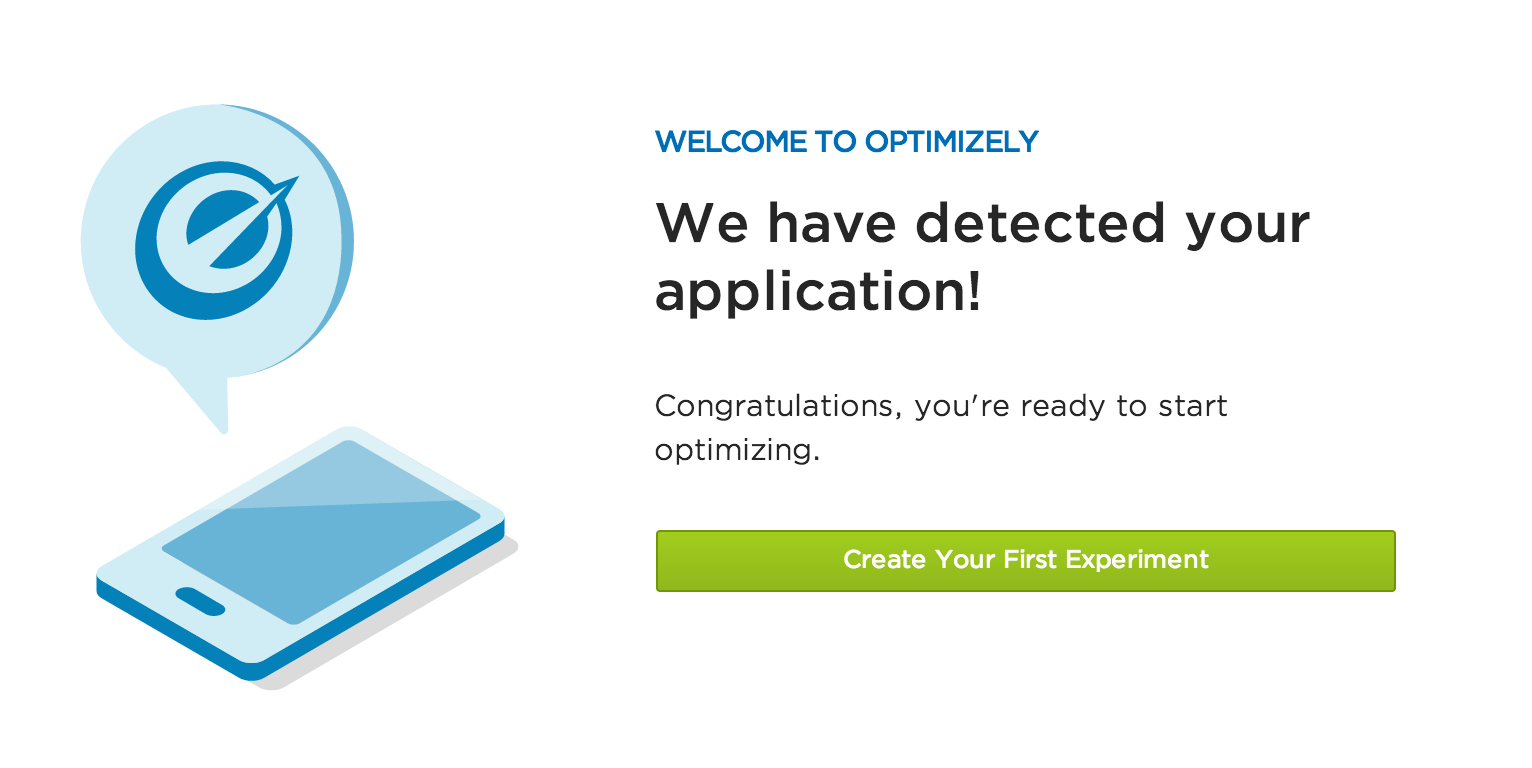 WELCOME TO OPTIMIZELY
We have detected your
application!
Congratulations, you're ready to start
optimizing.
Create Your First Experiment